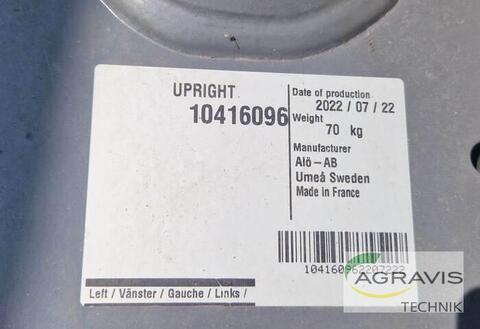 UPRIGHT
10416096
Date of production
2022 / 07 / 22
Weight
70 kg
Manufacturer
Alö-AB
Umeå Sweden
Made in France
104160962207222
Left / Vänster / Gauche / Links /
AGRAVIS
TECHNIK